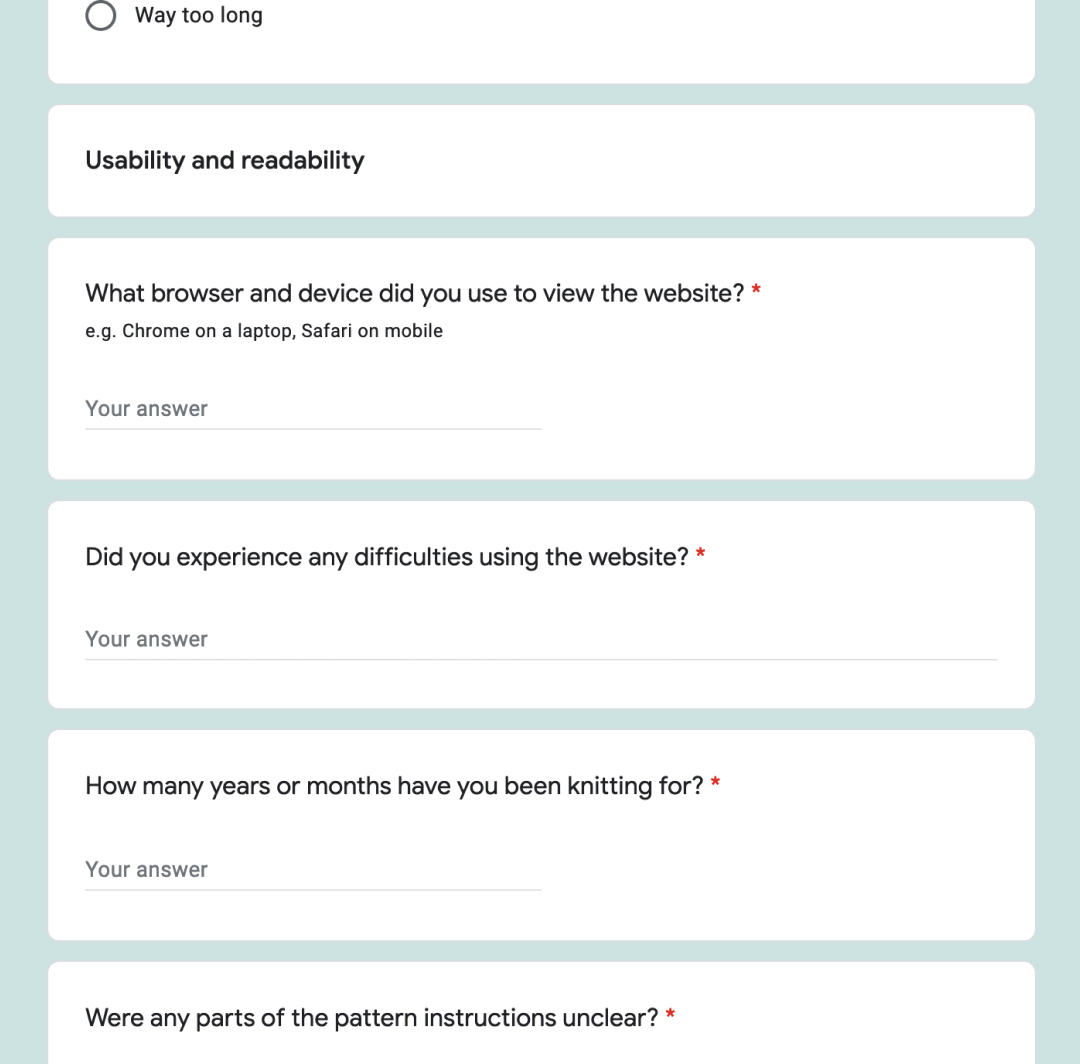 Way too long
Usability and readability
What browser and device did you use to view the website? *
e.g. Chrome on a laptop, Safari on mobile
Your answer
Did you experience any difficulties using the website? *
Your answer
How many years or months have you been knitting for? *
Your answer
Were any parts of the pattern instructions unclear? *